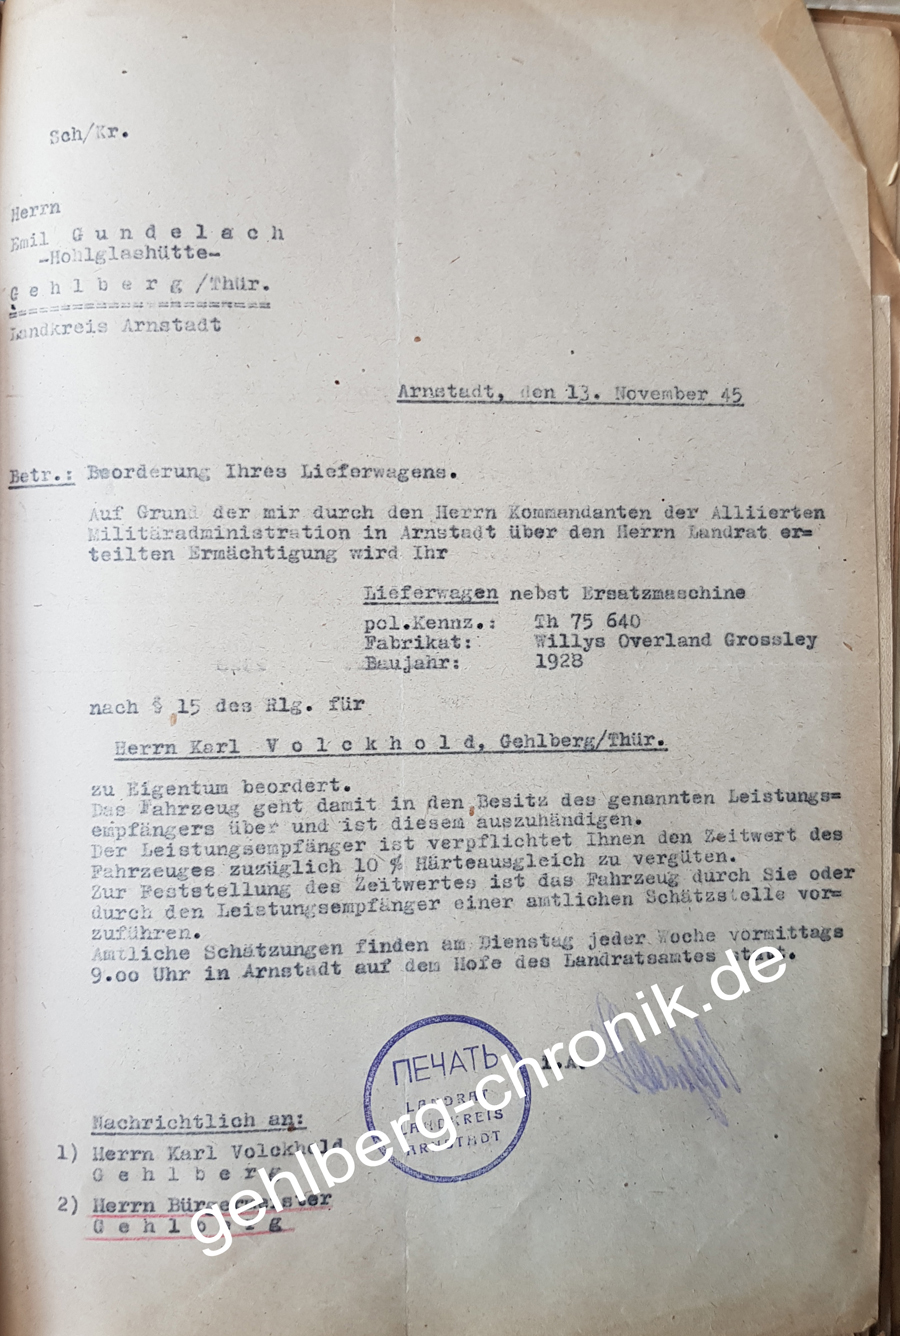 Sch/Kr.
Herrn
Emil G u n d e l a c h
-Hohlglashütte-
G e h l b e r g /Thür.
=========================
Landkreis Arnstadt
Arnstadt, den 13. November 45
Betr.: Beorderung Ihres Lieferwagens.
Auf Grund der mir durch den Herrn Kommandanten der Alliierten
Militäradministration in Arnstadt über den Herrn Landrat er=
teilten Ermächtigung wird Ihr
Lieferwagen nebst Ersatzmaschine
pol.Kennz.: Th 75 640
Fabrikat: Willys Overland Grossley
Baujahr: 1928
nach § 15 des Rlg. für
Herrn Karl V o l c k h o l d, Gehlberg/Thür.
zu Eigentum beordert.
Das Fahrzeug geht damit in den Besitz des genannten Leistungs=
empfängers über und ist diesem auszuhändigen.
Der Leistungsempfänger ist verpflichtet Ihnen den Zeitwert des
Fahrzeuges zuzüglich 10 % Härteausgleich zu vergüten.
Zur Feststellung des Zeitwertes ist das Fahrzeug durch Sie oder
durch den Leistungsempfänger einer amtlichen Schätzstelle vor=
zuführen.
Amtliche Schätzungen finden am Dienstag jeder Woche vormittags
9.00 Uhr in Arnstadt auf dem Hofe des Landratsamtes statt.
i.A.
ПЕЧАТЬ
LANDRAT
LANDKREIS
ARNSTADT
Nachrichtlich an:
1) Herrn Karl Volckhold
G e h l b e r g
2) Herrn Bürgermeister
G e h l b e r g
gehlberg-chronik.de